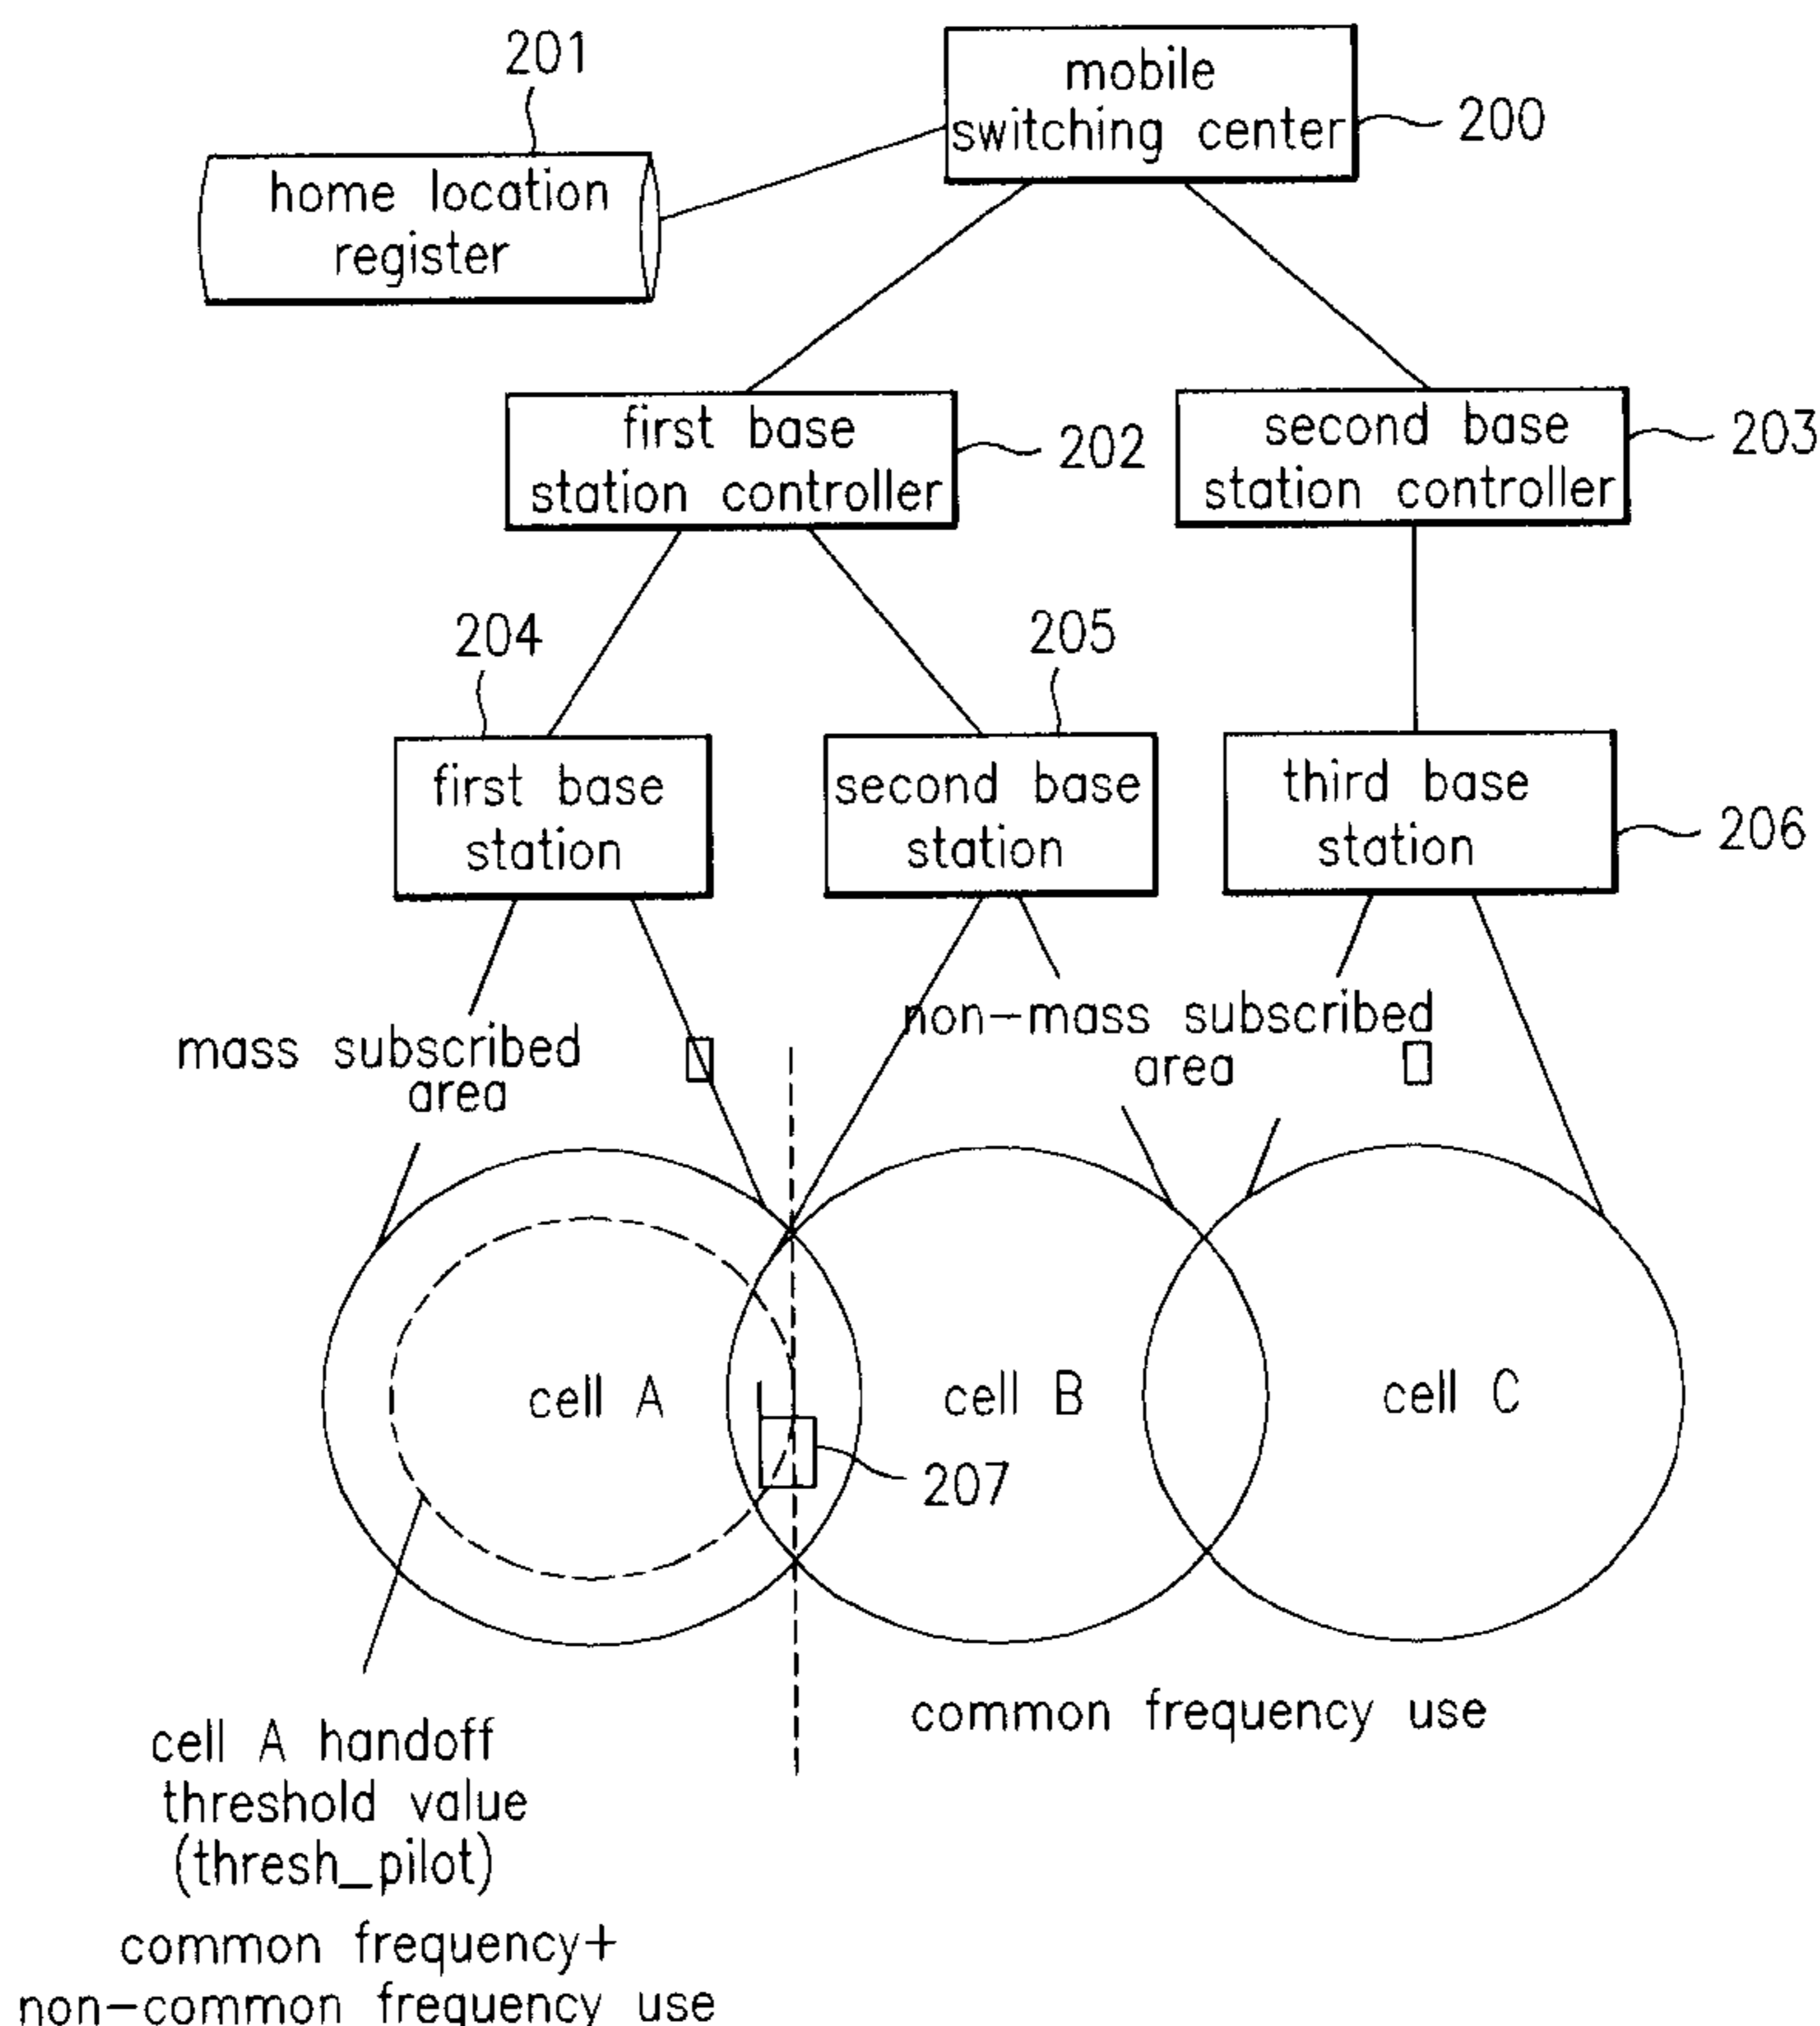 201
mobile
switching center
200
home location
register
first base
station controller
202
second base
station controller
203
204
205
first base
station
second base
station
third base
station
206
mass subscribed
area
non-mass subscribed
area
cell A
cell B
cell C
207
common frequency use
cell A handoff
threshold value
(thresh_pilot)
common frequency+
non-common frequency use